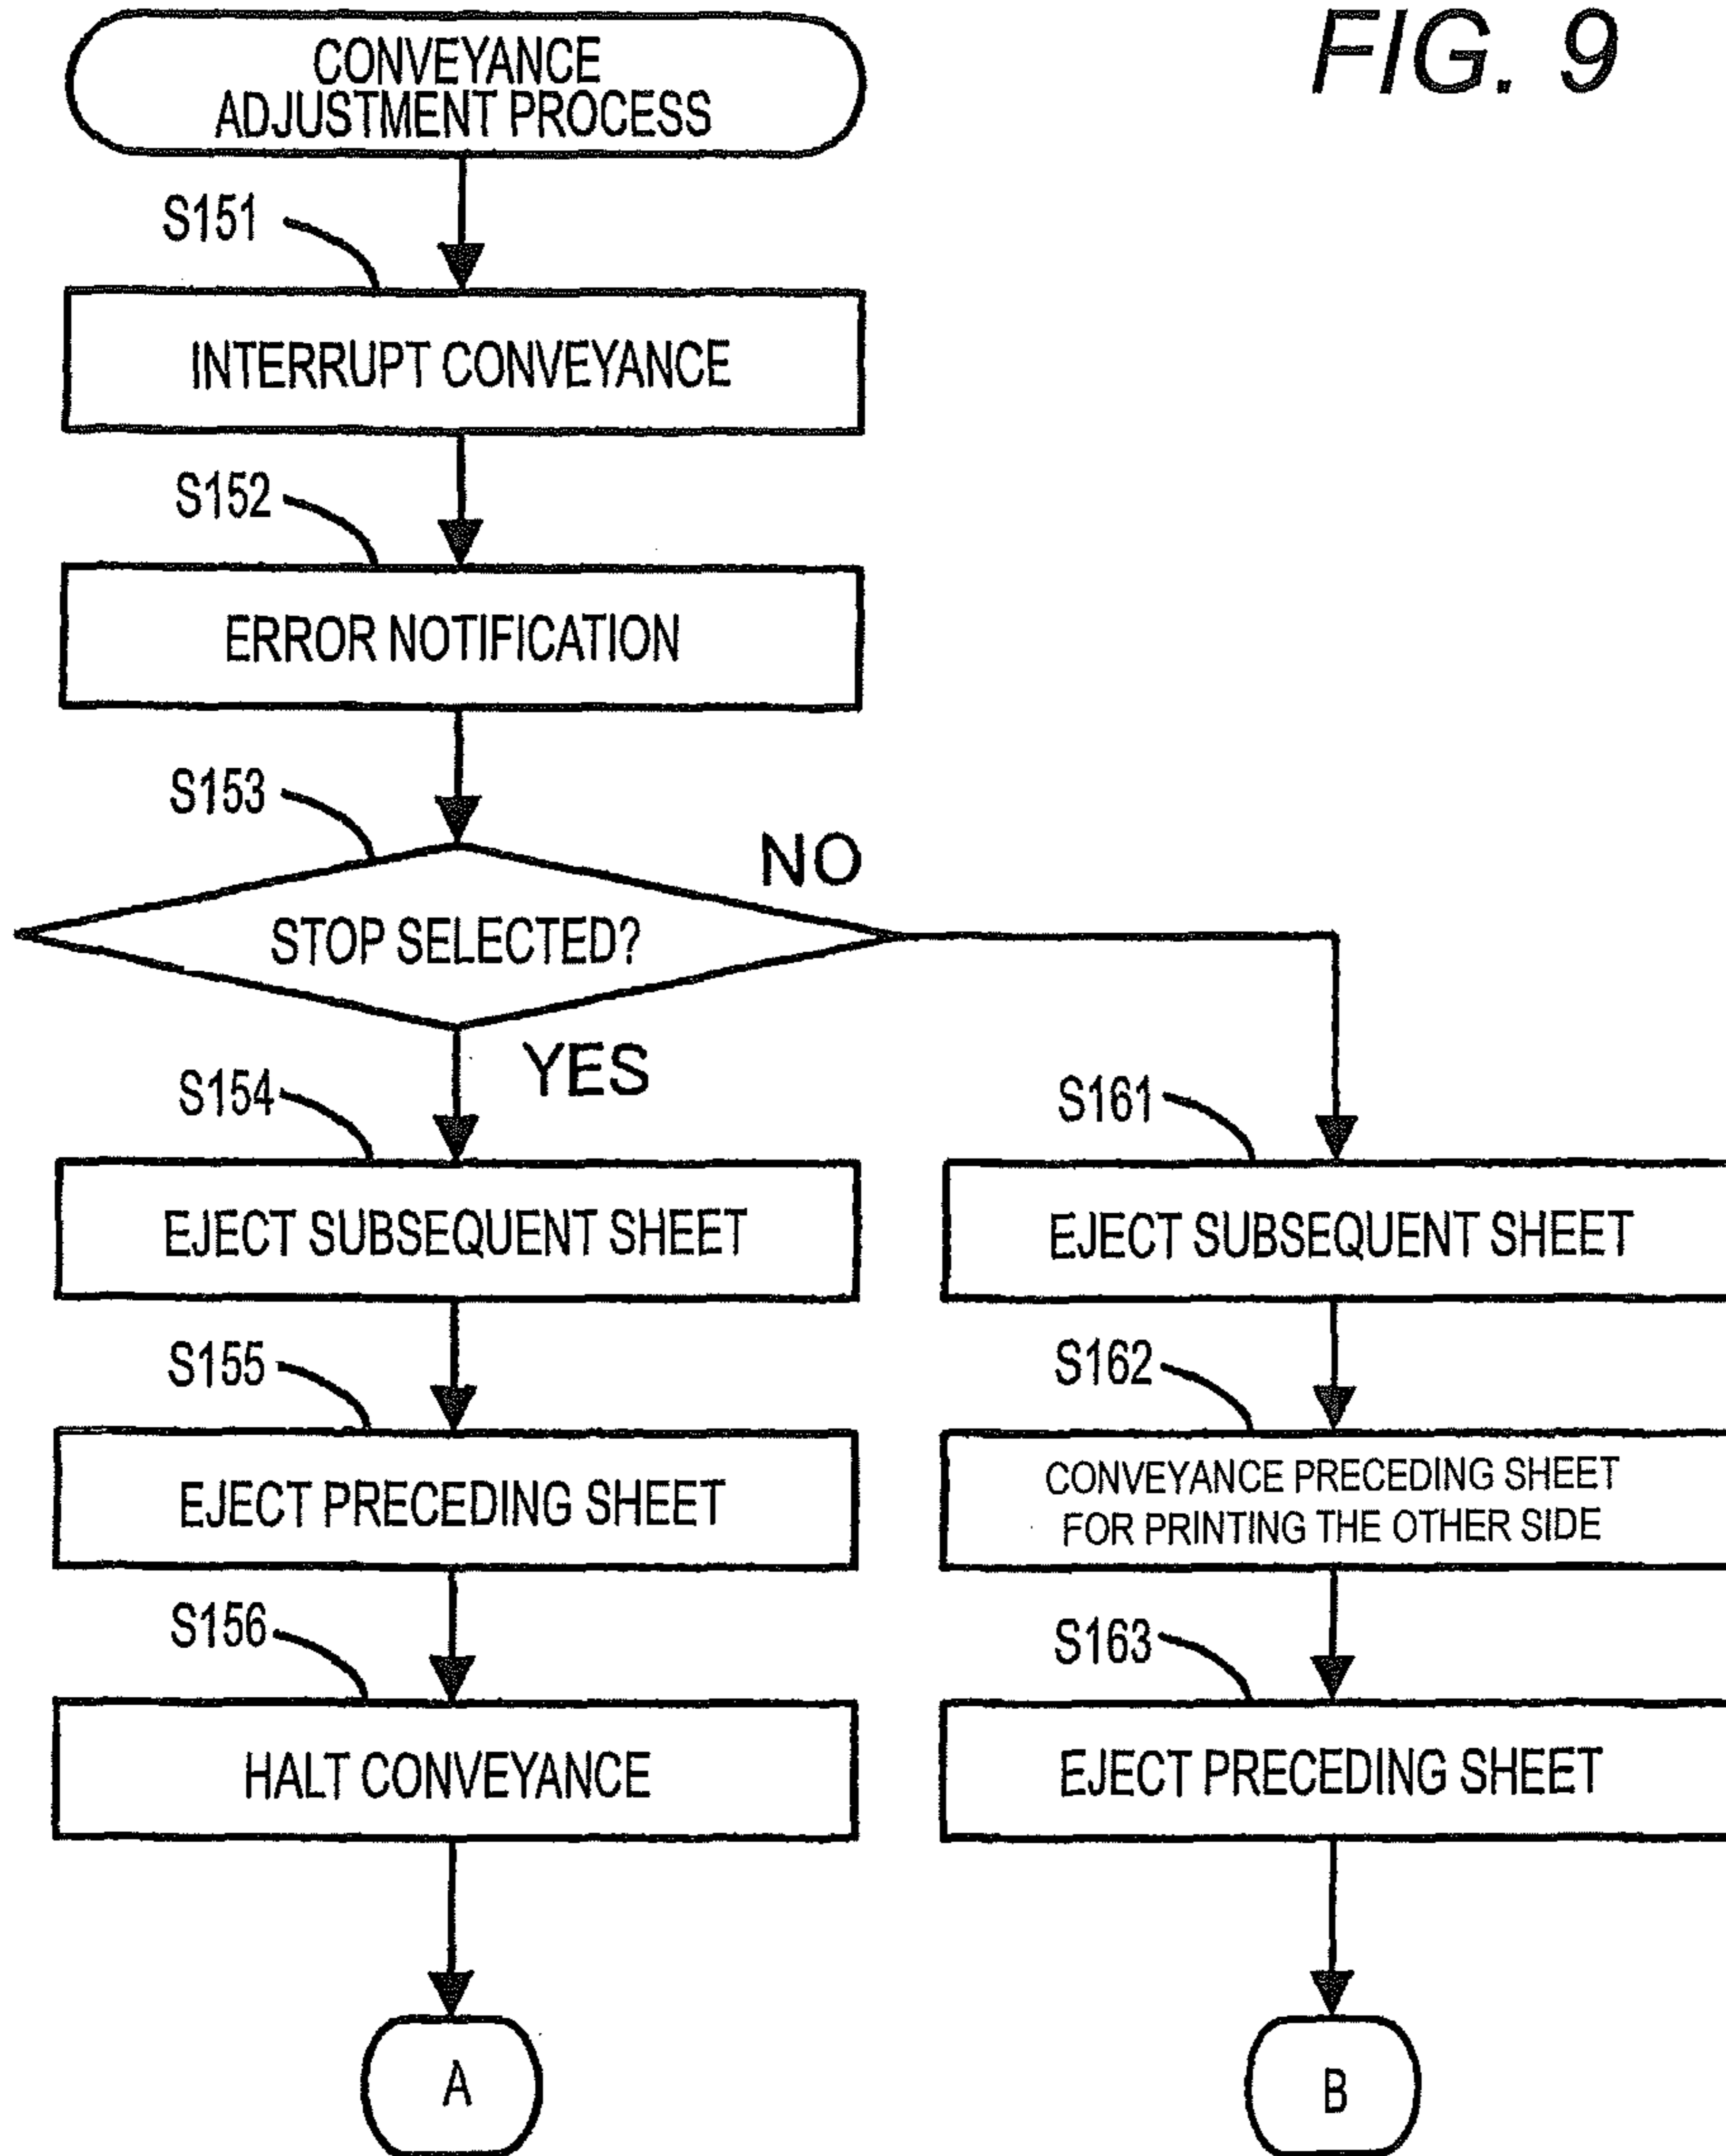 FIG. 9
CONVEYANCE
ADJUSTMENT PROCESS
S151
INTERRUPT CONVEYANCE
S152
ERROR NOTIFICATION
S153
STOP SELECTED?
NO
YES
S154
EJECT SUBSEQUENT SHEET
S155
EJECT PRECEDING SHEET
S156
HALT CONVEYANCE
A
S161
EJECT SUBSEQUENT SHEET
S162
CONVEYANCE PRECEDING SHEET
FOR PRINTING THE OTHER SIDE
S163
EJECT PRECEDING SHEET
B